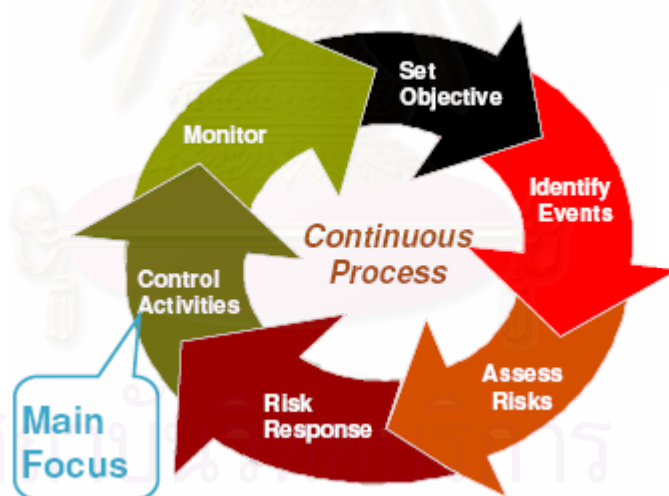 Set
Objective
Identify
Events
Assess
Risks
Risk
Response
Control
Activities
Monitor
Continuous
Process
Main
Focus